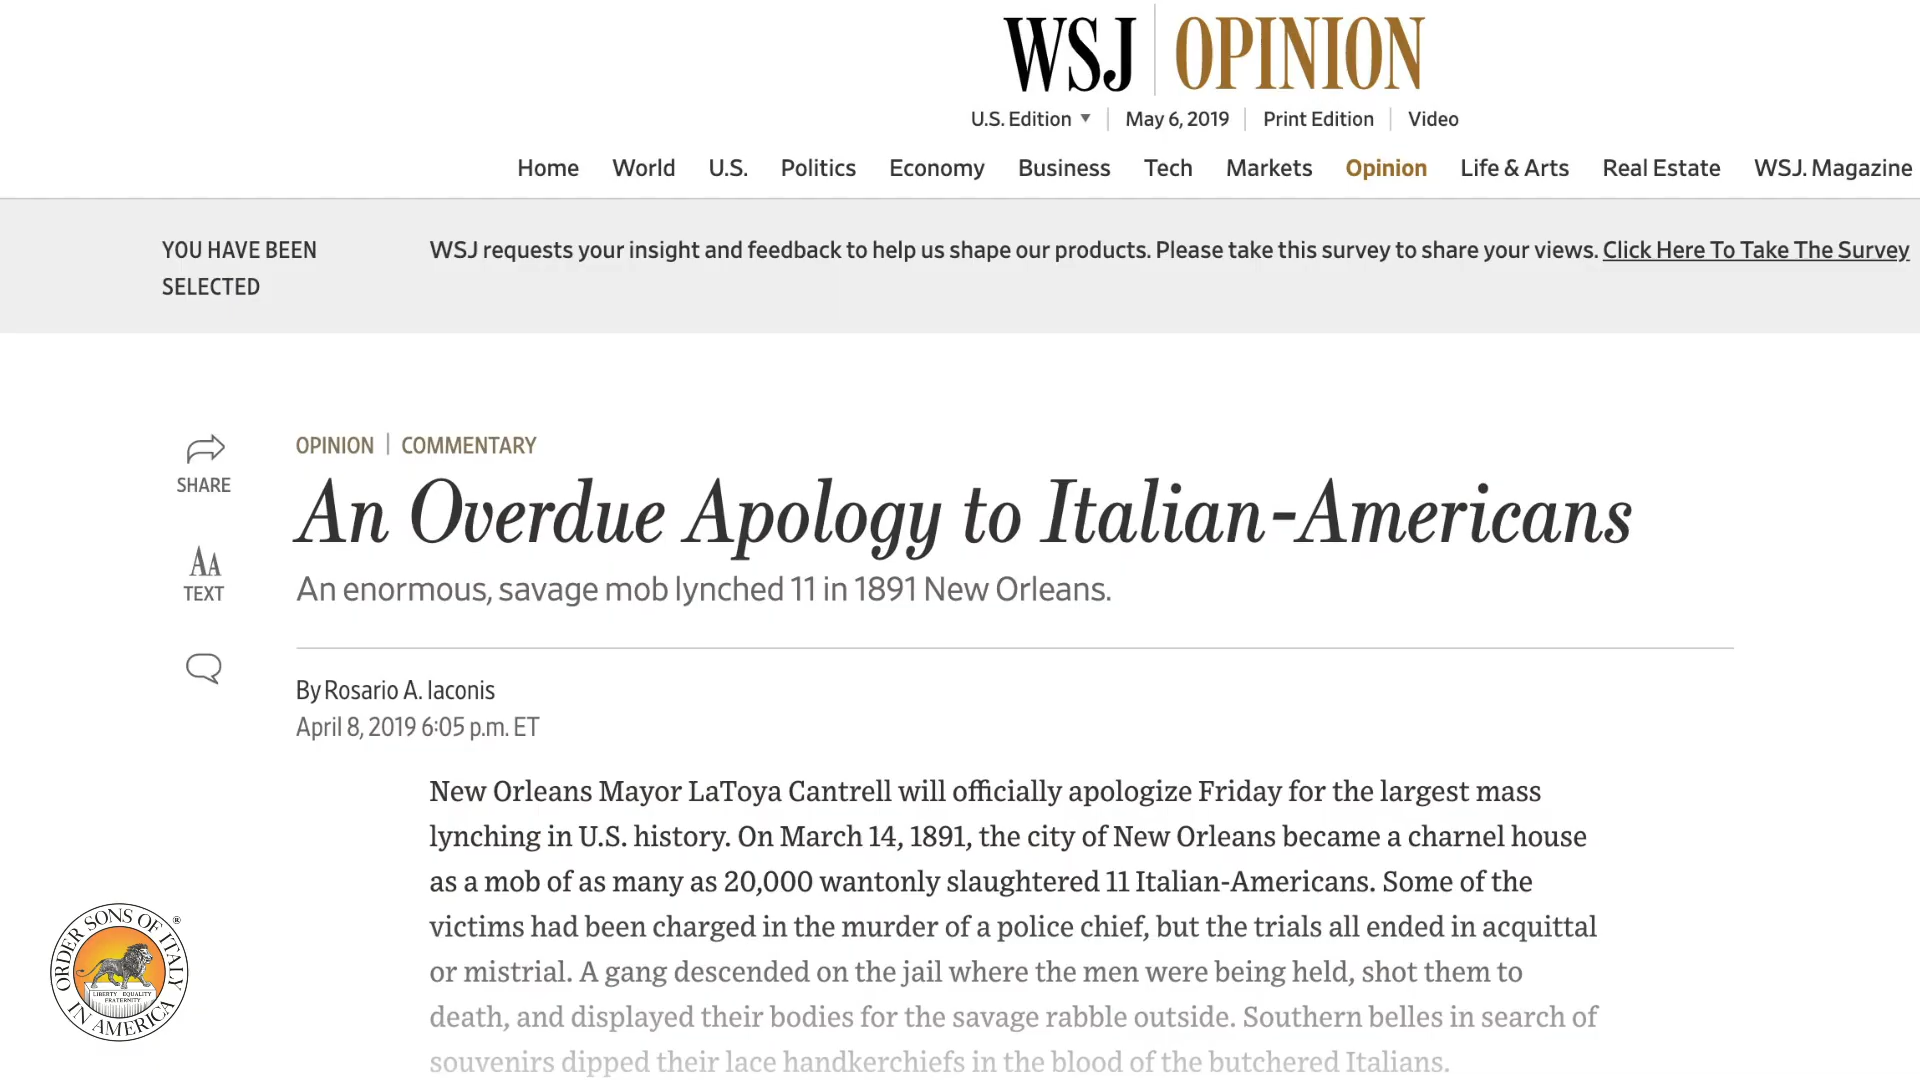 WSJ OPINION
U.S. Edition May 6, 2019 Print Edition Video
Home World U.S. Politics Economy Business Tech Markets Opinion Life & Arts Real Estate WSJ. Magazine
YOU HAVE BEEN
SELECTED
WSJ requests your insight and feedback to help us shape our products. Please take this survey to share your views. Click Here To Take The Survey
SHARE
AA
TEXT
OPINION | COMMENTARY
An Overdue Apology to Italian-Americans
An enormous, savage mob lynched 11 in 1891 New Orleans.
By Rosario A. Iaconis
April 8, 2019 6:05 p.m. ET
New Orleans Mayor LaToya Cantrell will officially apologize Friday for the largest mass
lynching in U.S. history. On March 14, 1891, the city of New Orleans became a charnel house
as a mob of as many as 20,000 wantonly slaughtered 11 Italian-Americans. Some of the
victims had been charged in the murder of a police chief, but the trials all ended in acquittal
or mistrial. A gang descended on the jail where the men were being held, shot them to
death, and displayed their bodies for the savage rabble outside. Southern belles in search of
souvenirs dipped their lace handkerchiefs in the blood of the butchered Italians.
ORDER SONS OF ITALY ®
IN AMERICA
LIBERTY EQUALITY
FRATERNITY